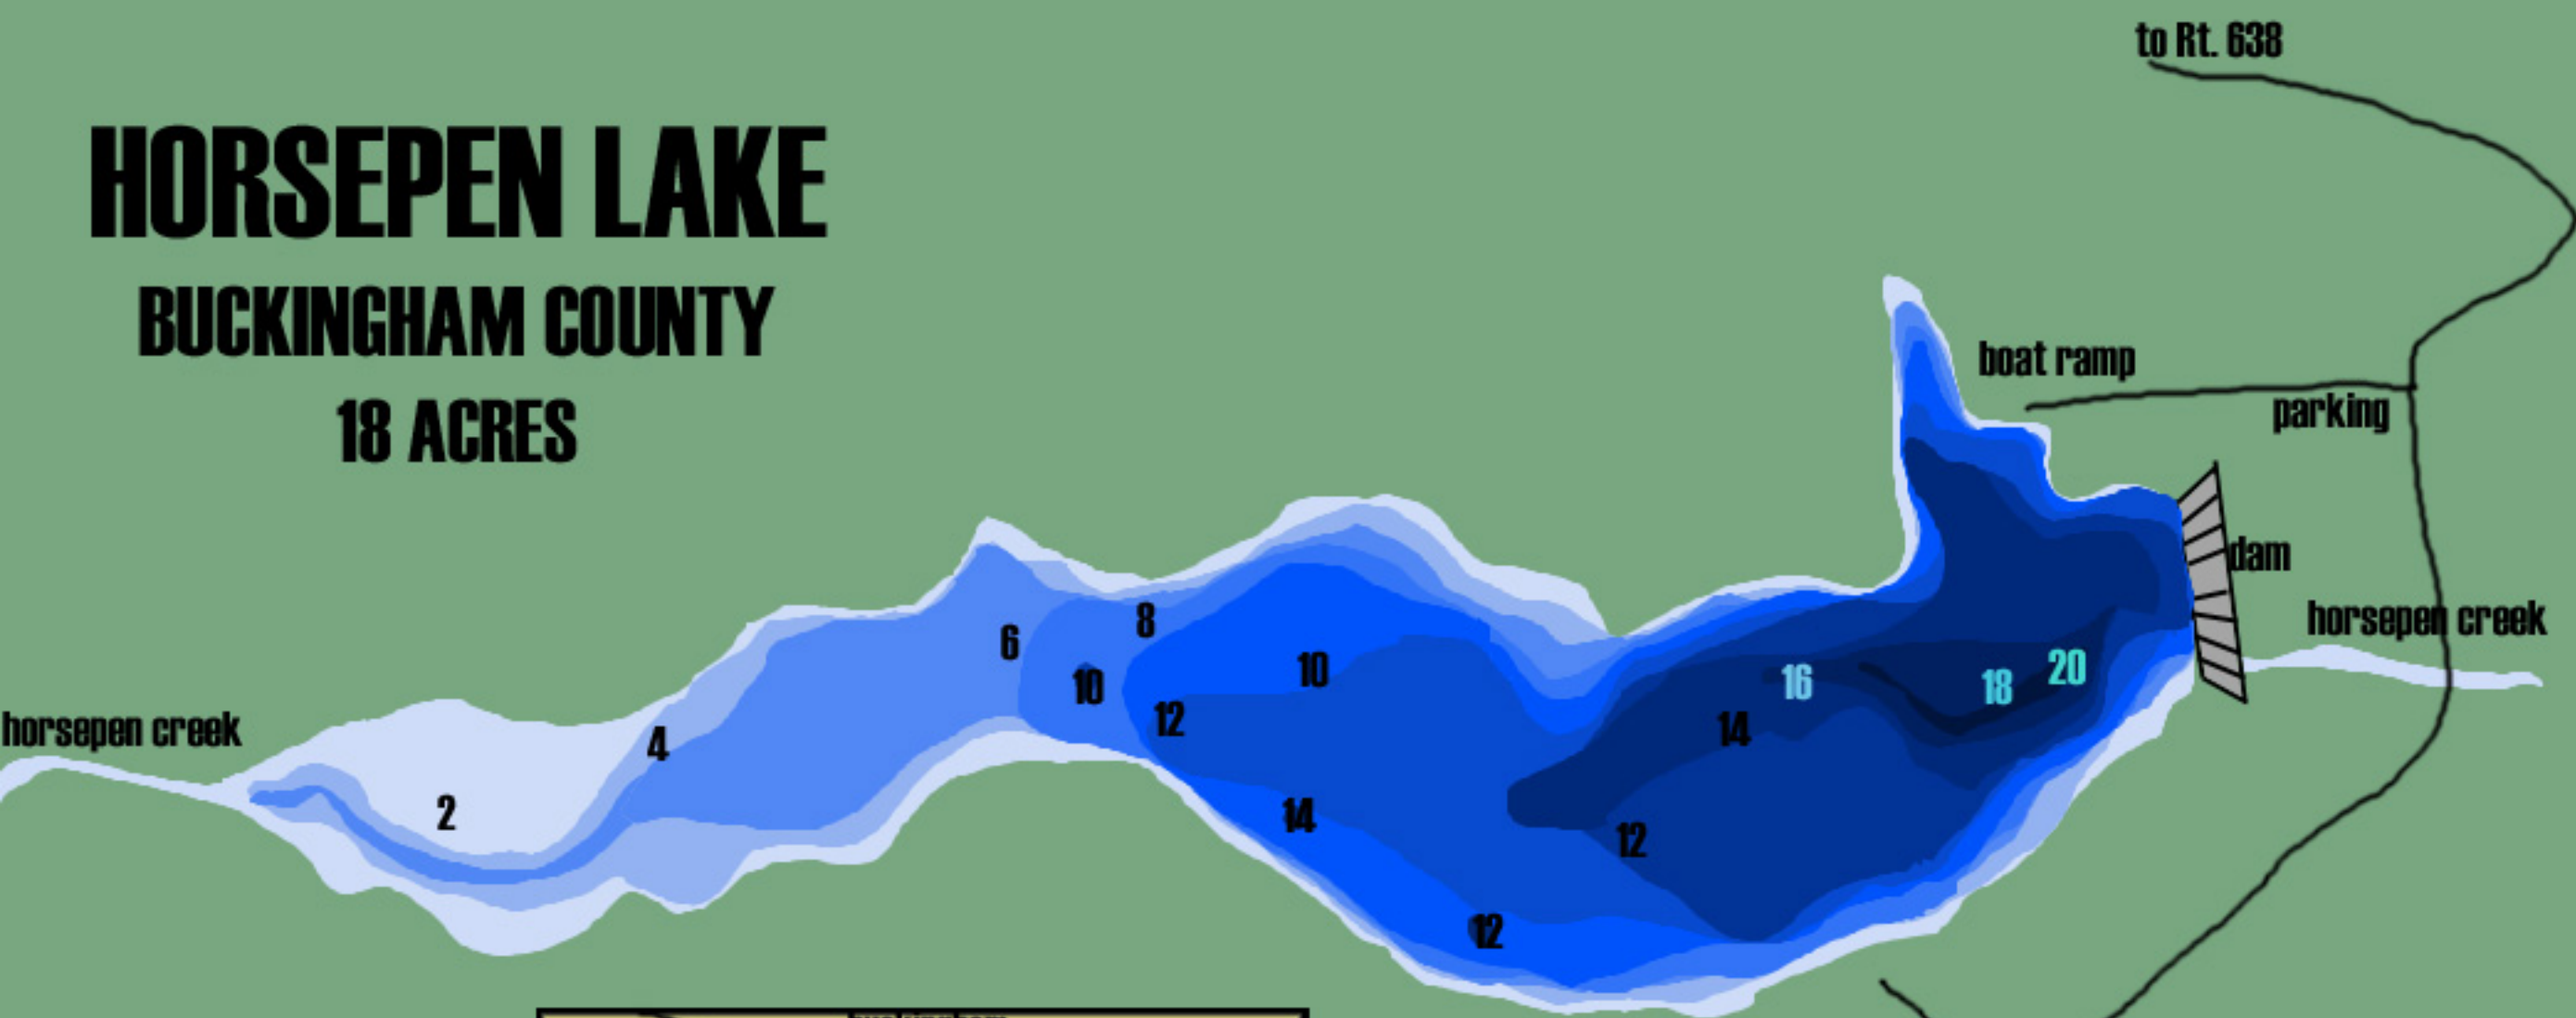 to Rt. 638
HORSEPEN LAKE
BUCKINGHAM COUNTY
18 ACRES
boat ramp
parking
dam
horsepen creek
6
8
10
10
12
16
18
20
14
4
horsepen creek
2
14
12
12